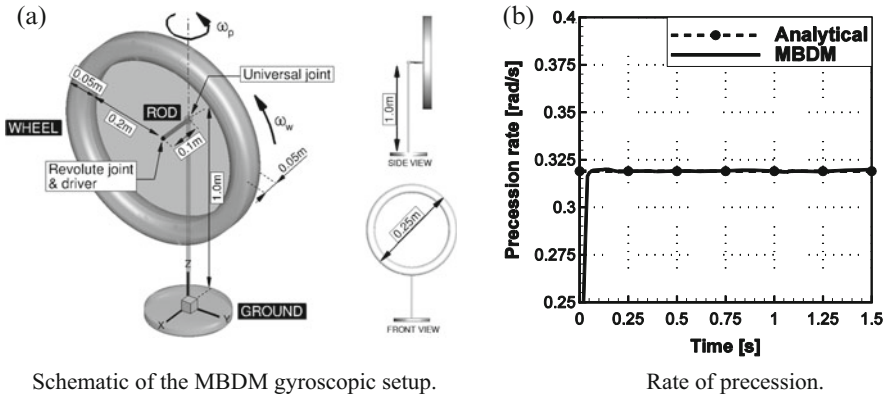 (a)
ωp
0.05m
Universal joint
ROD
ωw
WHEEL
0.2m
0.1m
Revolute joint
& driver
0.05m
1.0m
Z
X
Y
GROUND
1.0m
SIDE VIEW
0.25m
FRONT VIEW
Schematic of the MBDM gyroscopic setup.
(b)
0.4
0.375
0.35
0.325
0.3
0.275
0.25
Precession rate [rad/s]
Analytical
MBDM
0
0.25
0.5
0.75
1
1.25
1.5
Time [s]
Rate of precession.